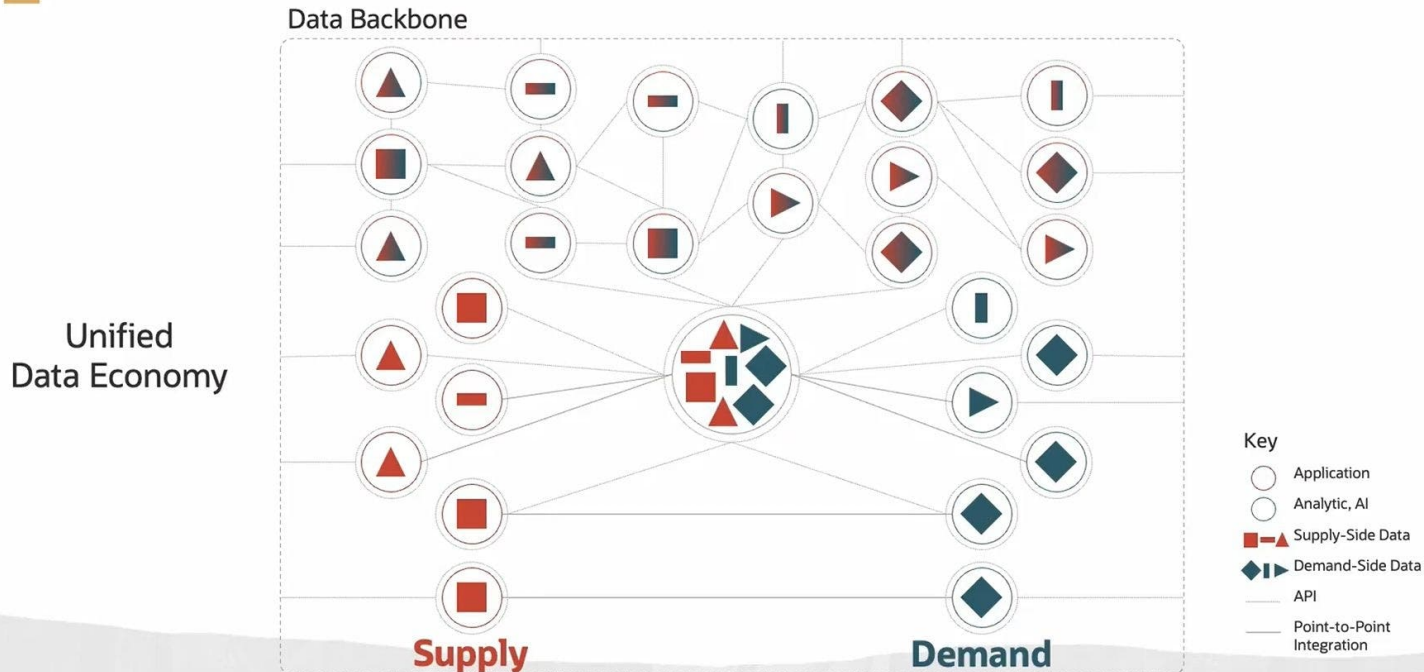 Data Backbone
Unified
Data Economy
Key
Application
Analytic, AI
Supply-Side Data
Demand-Side Data
API
Point-to-Point
Integration
Supply
Demand